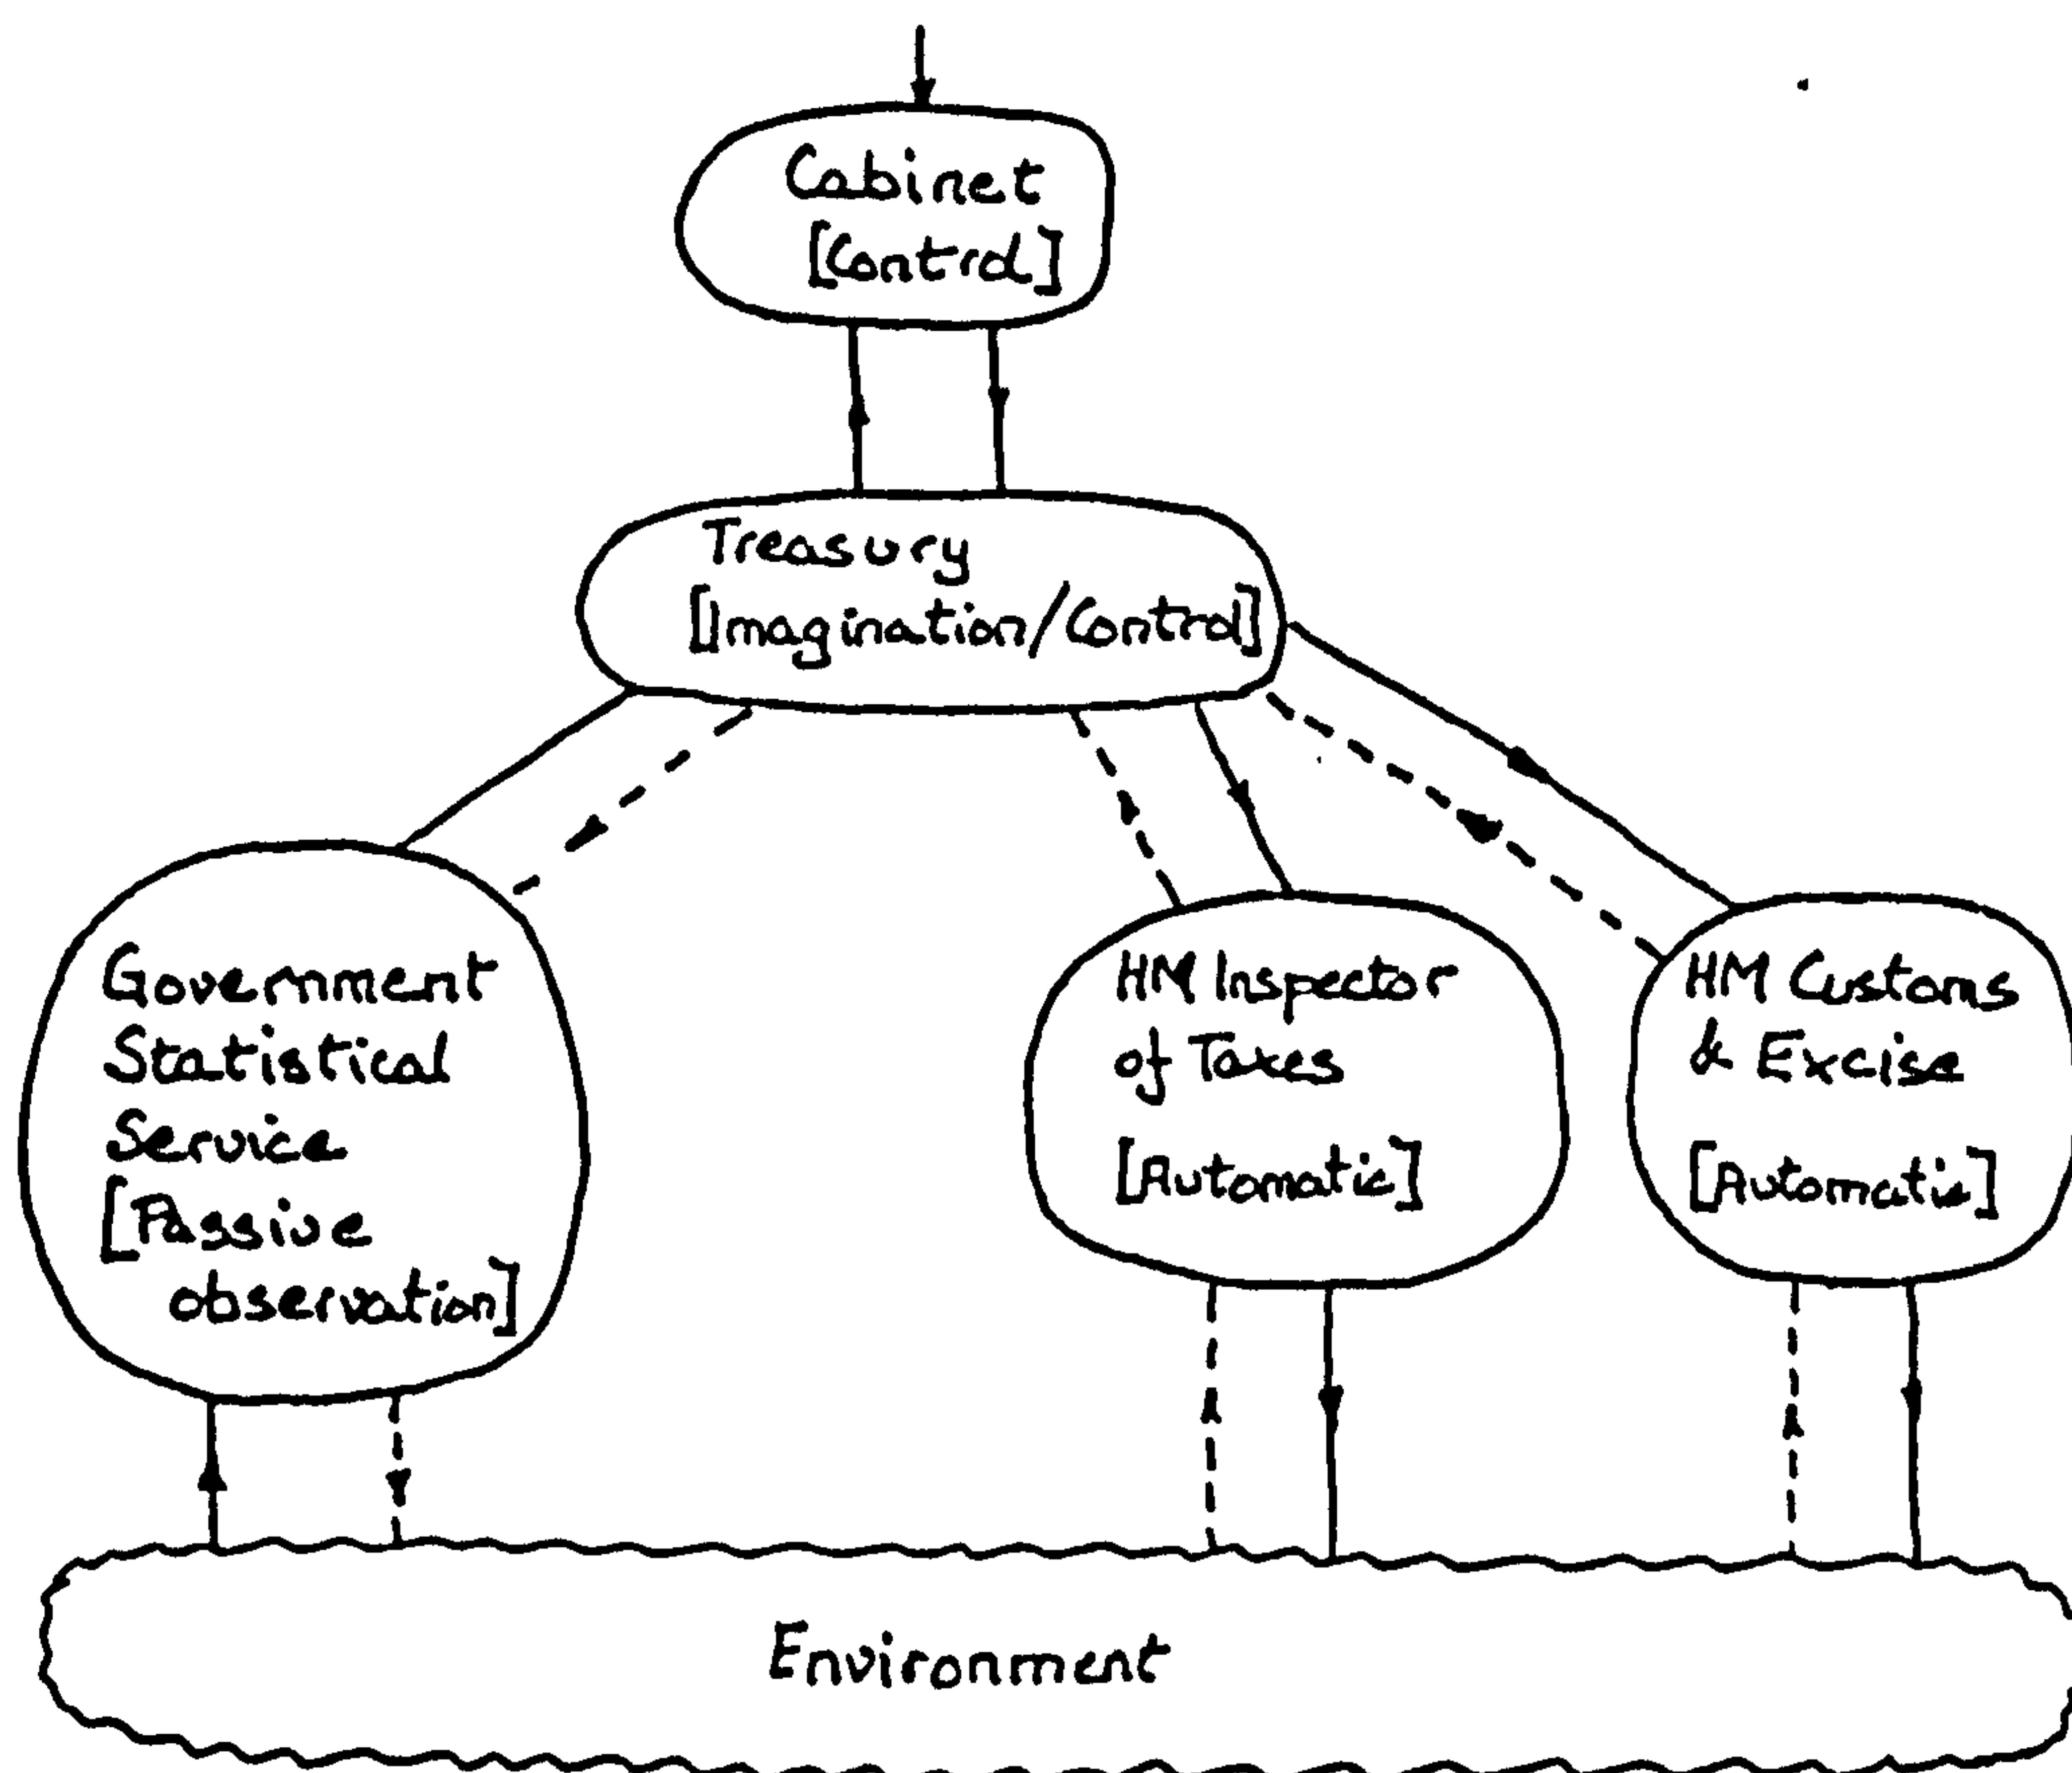 Cabinet
[Control]
Treasury
[Imagination/Control]
Government
Statistical
Service
[Passive
observation]
HM Inspector
of Taxes
[Automatic]
HM Customs
& Excise
[Automatic]
Environment